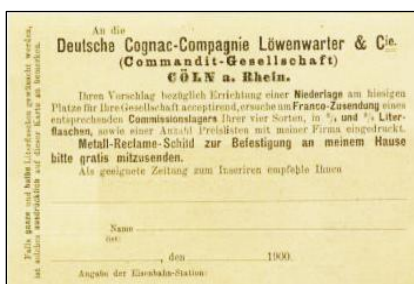 An die
Deutsche Cognac-Compagnie Löwenwarter & Cie.
(Commandit-Gesellschaft)
CÖLN a. Rhein.
Ihren Vorschlag bezüglich Errichtung einer Niederlage am hiesigen
Platze für Ihre Gesellschaft acceptirend, ersuche um Franco-Zusendung eines
entsprechenden Commissionslagers Ihrer vier Sorten, in und Liter-
flaschen, sowie einer Anzahl Preislisten mit meiner Firma eingedruckt.
Metall-Reclame-Schild zur Befestigung an meinem Hause
bitte gratis mitzusenden.
Als geeignete Zeitung zum Inseriren empfehle Ihnen
Name
Ort:
, den 1900.
Angabe der Eisenbahn-Station:
Falls ganze und halbe Literflaschen gewünscht werden,
ist solches ausdrücklich auf dieser Karte zu bemerken.